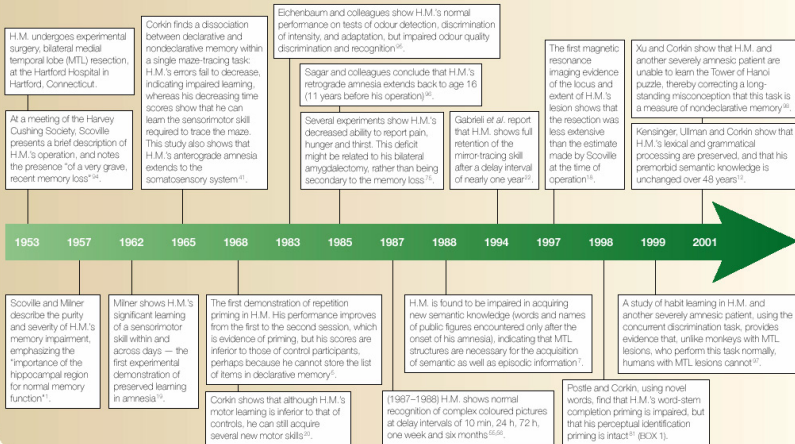 H.M. undergoes experimental
surgery, bilateral medial
temporal lobe (MTL) resection,
at the Hartford Hospital in
Hartford, Connecticut.
At a meeting of the Harvey
Cushing Society, Scoville
presents a brief description of
H.M.'s operation, and notes
the presence "of a very grave,
recent memory loss"⁹⁴.
Corkin finds a dissociation
between declarative and
nondeclarative memory within
a single maze-tracing task:
H.M.'s errors fail to decrease,
indicating impaired learning,
whereas his decreasing time
scores show that he can
learn the sensorimotor skill
required to trace the maze.
This study also shows that
H.M.'s anterograde amnesia
extends to the
somatosensory system⁴¹.
Eichenbaum and colleagues show H.M.'s normal
performance on tests of odour detection, discrimination
of intensity, and adaptation, but impaired odour quality
discrimination and recognition⁹⁵.
Sagar and colleagues conclude that H.M.'s
retrograde amnesia extends back to age 16
(11 years before his operation)⁹⁶.
Several experiments show H.M.'s
decreased ability to report pain,
hunger and thirst. This deficit
might be related to his bilateral
amygdalectomy, rather than being
secondary to the memory loss⁷⁵.
Gabrieli et al. report
that H.M. shows full
retention of the
mirror-tracing skill
after a delay interval
of nearly one year²².
The first magnetic
resonance
imaging evidence
of the locus and
extent of H.M.'s
lesion shows that
the resection was
less extensive
than the estimate
made by Scoville
at the time of
operation¹⁸.
Xu and Corkin show that H.M. and
another severely amnesic patient are
unable to learn the Tower of Hanoi
puzzle, thereby correcting a long-
standing misconception that this task is
a measure of nondeclarative memory⁹⁸.
Kensinger, Ullman and Corkin show that
H.M.'s lexical and grammatical
processing are preserved, and that his
premorbid semantic knowledge is
unchanged over 48 years¹².
1953 1957 1962 1965 1968 1983 1985 1987 1988 1994 1997 1998 1999 2001
Scoville and Milner
describe the purity
and severity of H.M.'s
memory impairment,
emphasizing the
"importance of the
hippocampal region
for normal memory
function"¹.
Milner shows H.M.'s
significant learning
of a sensorimotor
skill within and
across days — the
first experimental
demonstration of
preserved learning
in amnesia¹⁹.
The first demonstration of repetition
priming in H.M. His performance improves
from the first to the second session, which
is evidence of priming, but his scores are
inferior to those of control participants,
perhaps because he cannot store the list
of items in declarative memory⁶.
Corkin shows that although H.M.'s
motor learning is inferior to that of
controls, he can still acquire
several new motor skills²⁰.
(1987–1988) H.M. shows normal
recognition of complex coloured pictures
at delay intervals of 10 min, 24 h, 72 h,
one week and six months⁵⁵,⁵⁶.
H.M. is found to be impaired in acquiring
new semantic knowledge (words and names
of public figures encountered only after the
onset of his amnesia), indicating that MTL
structures are necessary for the acquisition
of semantic as well as episodic information⁷.
Postle and Corkin, using novel
words, find that H.M.'s word-stem
completion priming is impaired, but
that his perceptual identification
priming is intact⁸¹ (BOX 1).
A study of habit learning in H.M. and
another severely amnesic patient, using the
concurrent discrimination task, provides
evidence that, unlike monkeys with MTL
lesions, who perform this task normally,
humans with MTL lesions cannot⁹⁷.